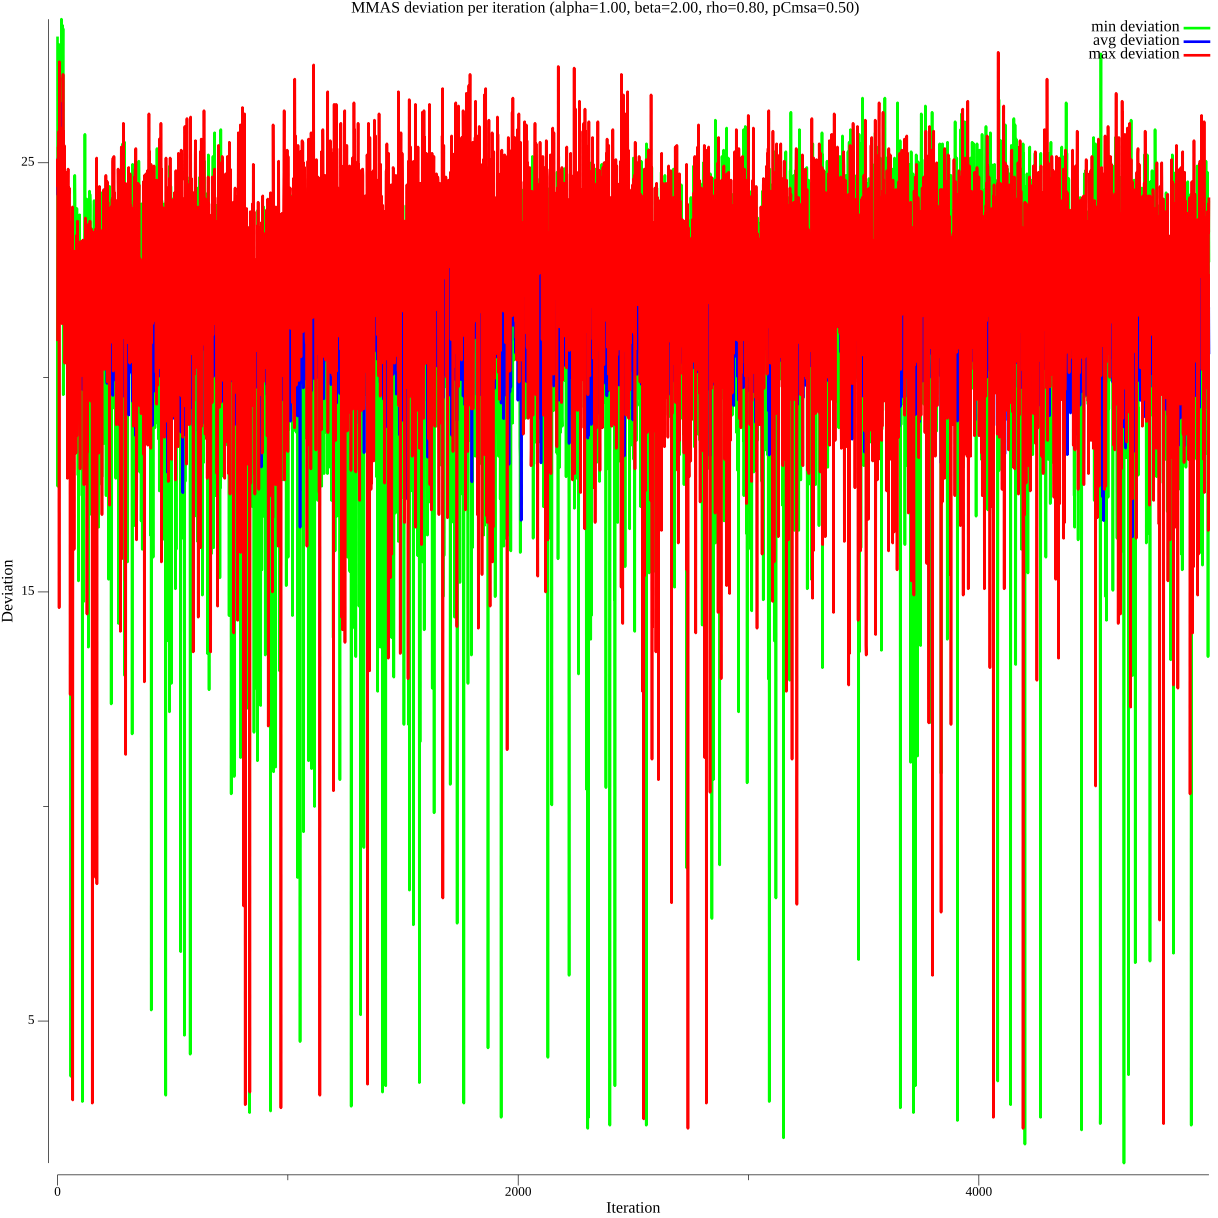 MMAS deviation per iteration (alpha=1.00, beta=2.00, rho=0.80, pCmsa=0.50)
min deviation
avg deviation
max deviation
25
15
5
Deviation
0
2000
4000
Iteration